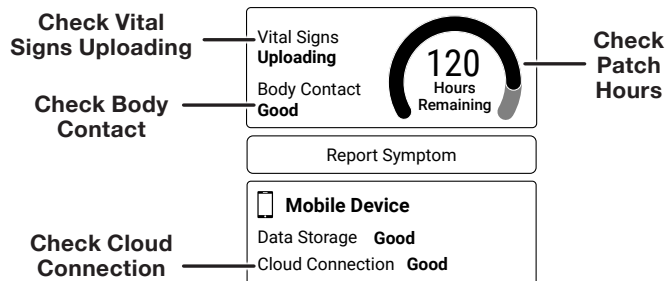 Check Vital
Signs Uploading
Vital Signs
Uploading
Body Contact
Good
120
Hours
Remaining
Check
Patch
Hours
Check Body
Contact
Report Symptom
Mobile Device
Data Storage Good
Cloud Connection Good
Check Cloud
Connection